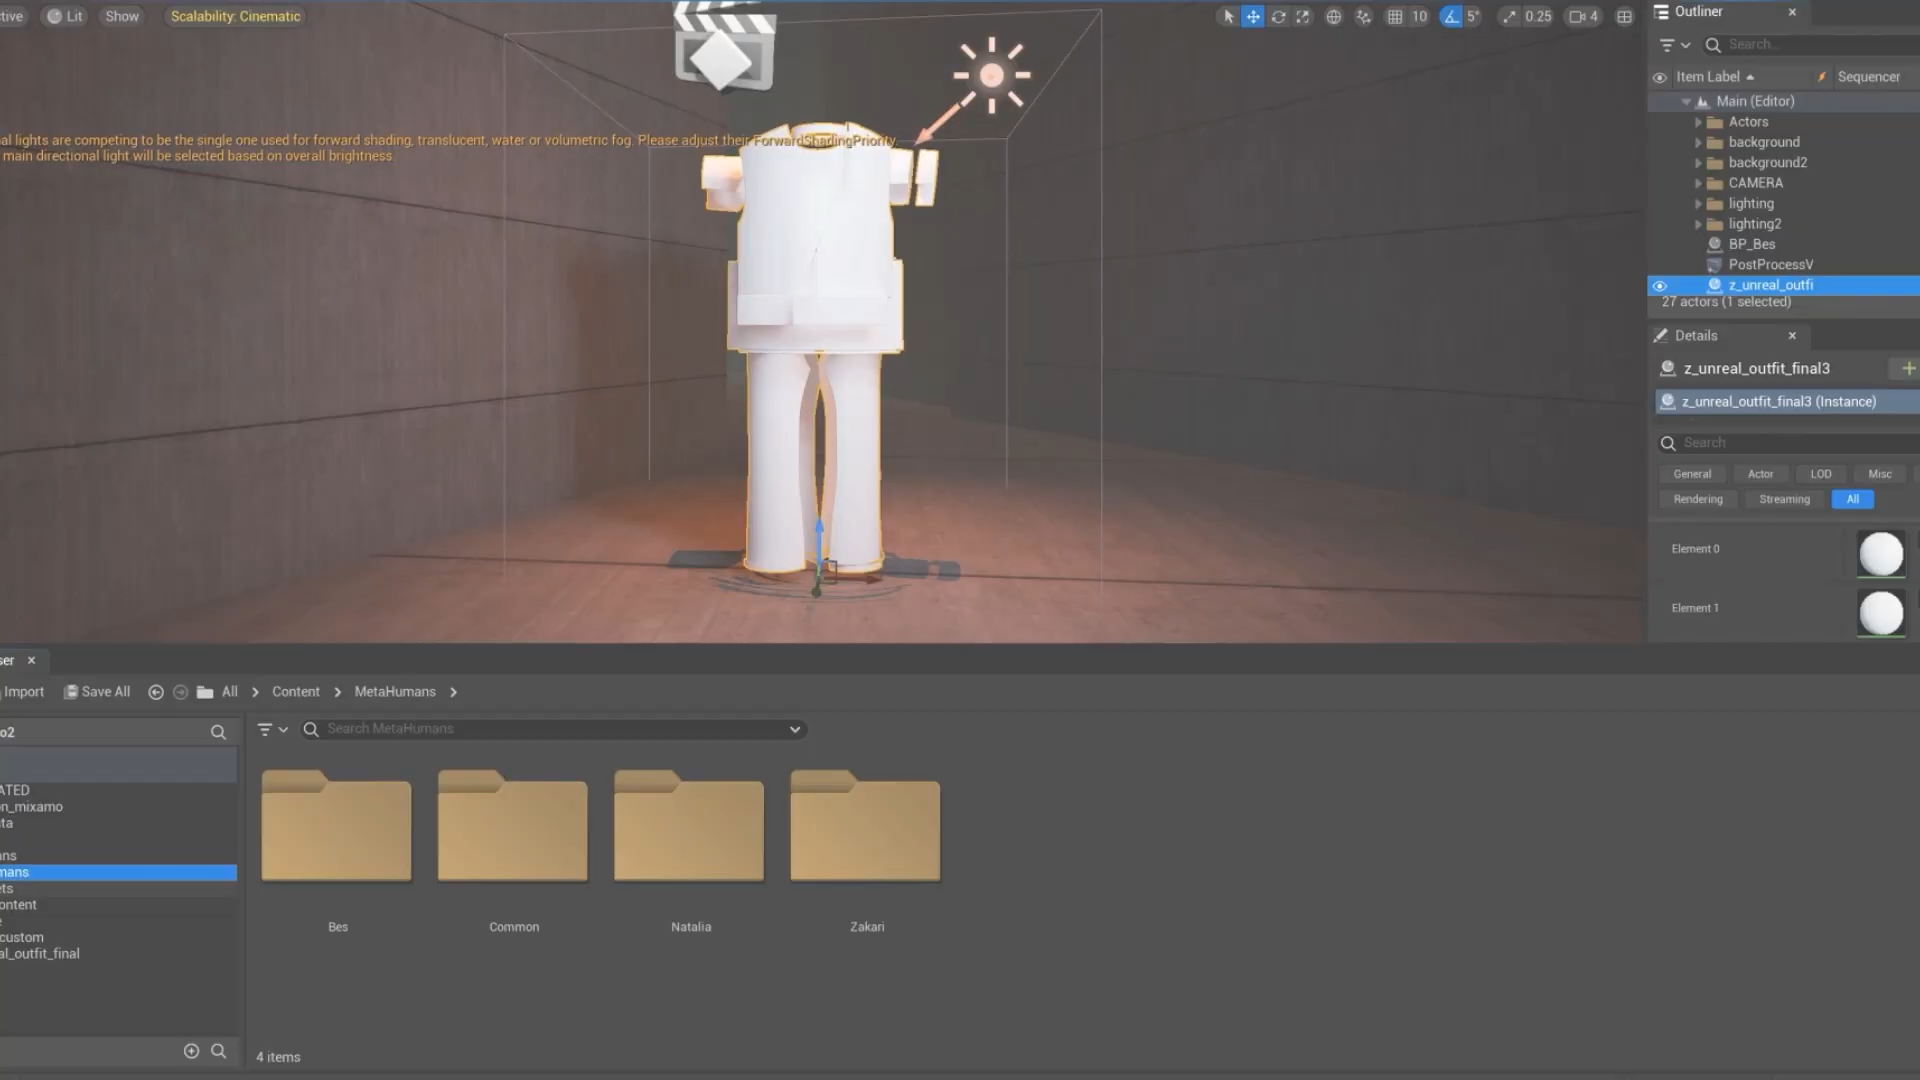 tive
Lit
Show
Scalability: Cinematic
10
5°
0.25
4
al lights are competing to be the single one used for forward shading, translucent, water or volumetric fog. Please adjust their ForwardShadingPriority
main directional light will be selected based on overall brightness
Outliner
Search...
Item Label
Sequencer
Main (Editor)
Actors
background
background2
CAMERA
lighting
lighting2
BP_Bes
PostProcessV
z_unreal_outfi
27 actors (1 selected)
Details
z_unreal_outfit_final3
z_unreal_outfit_final3 (Instance)
Search
General
Actor
LOD
Misc
Rendering
Streaming
All
Element 0
Element 1
ser
Import
Save All
All
Content
MetaHumans
o2
Search MetaHumans
ATED
on_mixamo
ta
ans
mans
ets
ontent
e
custom
al_outfit_final
Bes
Common
Natalia
Zakari
4 items